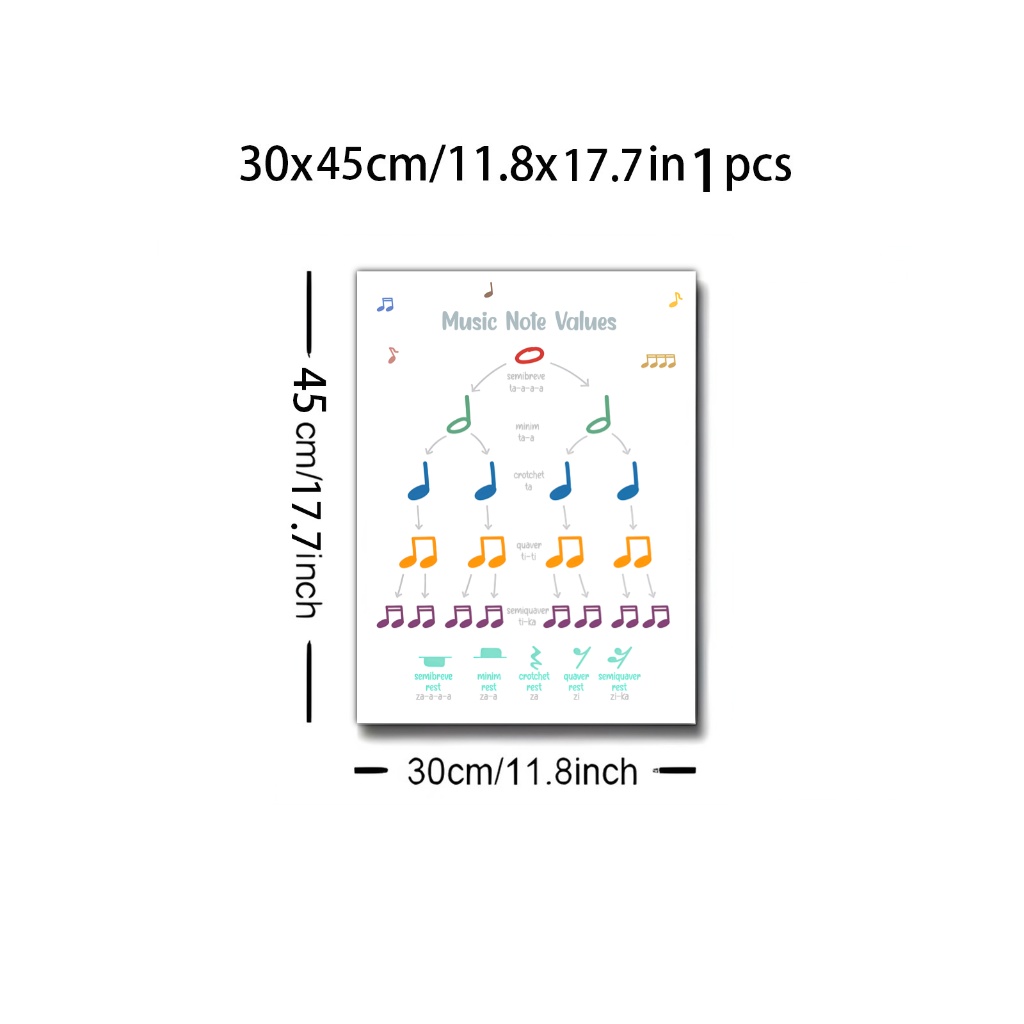 30x45cm/11.8x17.7in 1 pcs
45cm/17.7inch
Music Note Values
semibreve
ta-a-a-a
minim
ta-a
crotchet
ta
quaver
ti-ti
semiquaver
ti-ka
semibreve rest
za-a-a-a
minim rest
za-a
crotchet rest
za
quaver rest
zi
semiquaver rest
zi-ka
30cm/11.8inch